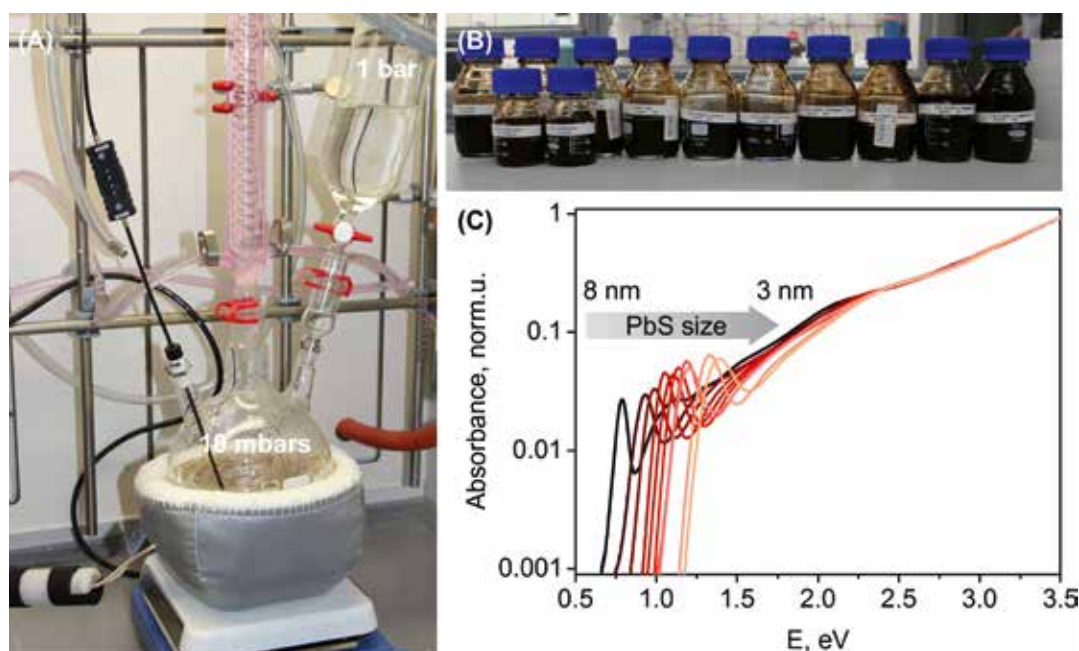 (A)
1 bar
10 mbars
(B)
(C)
1
0.1
0.01
0.001
Absorbance, norm.u.
8 nm
3 nm
PbS size
0.5 1.0 1.5 2.0 2.5 3.0 3.5
E, eV